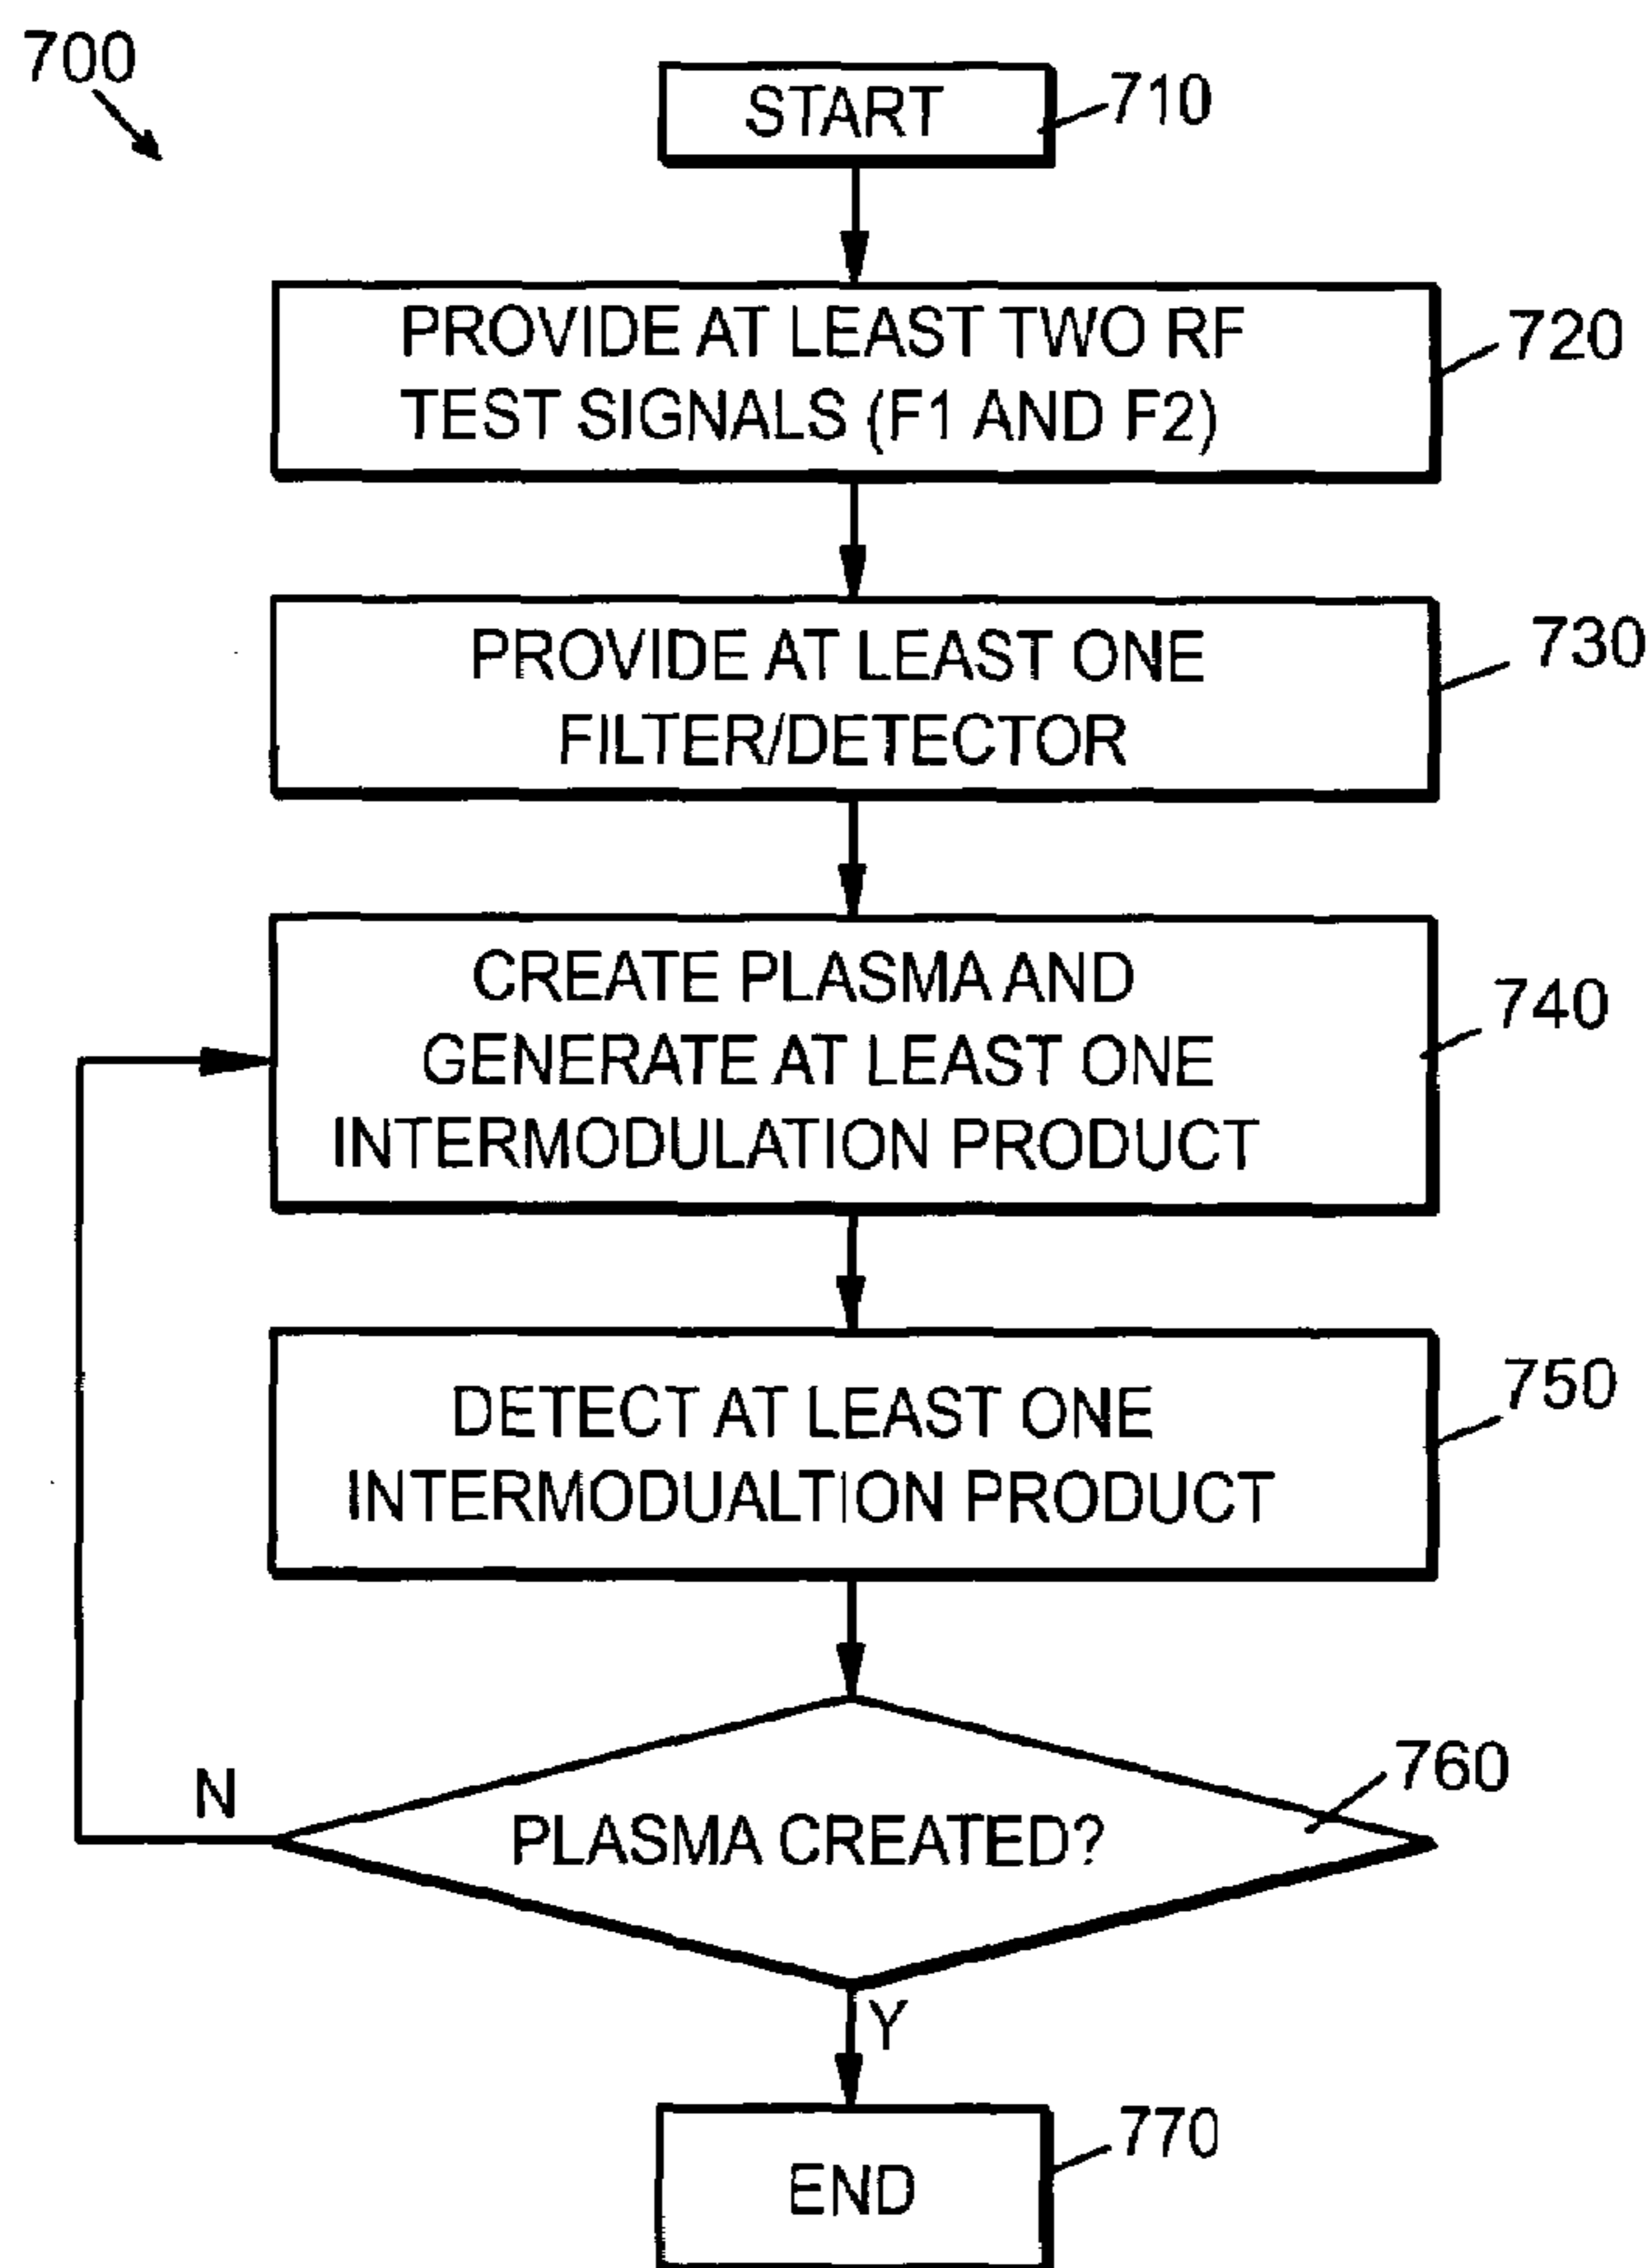 700
START
710
PROVIDE AT LEAST TWO RF
TEST SIGNALS (F1 AND F2)
720
PROVIDE AT LEAST ONE
FILTER/DETECTOR
730
CREATE PLASMA AND
GENERATE AT LEAST ONE
INTERMODULATION PRODUCT
740
DETECT AT LEAST ONE
INTERMODUALTION PRODUCT
750
N
PLASMA CREATED?
760
Y
END
770